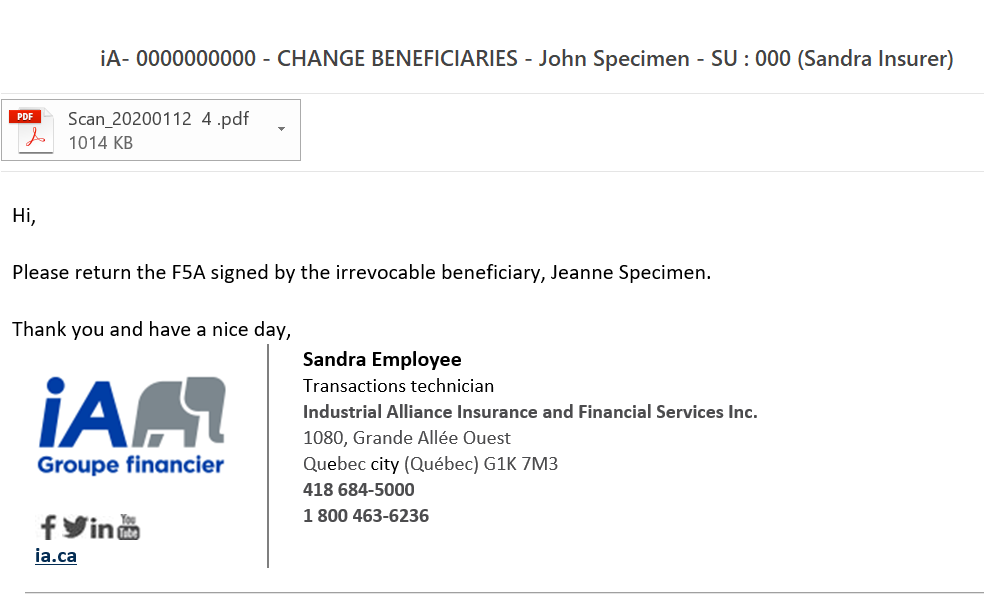 iA- 0000000000 - CHANGE BENEFICIARIES - John Specimen - SU : 000 (Sandra Insurer)
PDF
Scan_20200112 4 .pdf
1014 KB
Hi,
Please return the F5A signed by the irrevocable beneficiary, Jeanne Specimen.
Thank you and have a nice day,
iA
Groupe financier
f in You Tube
ia.ca
Sandra Employee
Transactions technician
Industrial Alliance Insurance and Financial Services Inc.
1080, Grande Allée Ouest
Quebec city (Québec) G1K 7M3
418 684-5000
1 800 463-6236